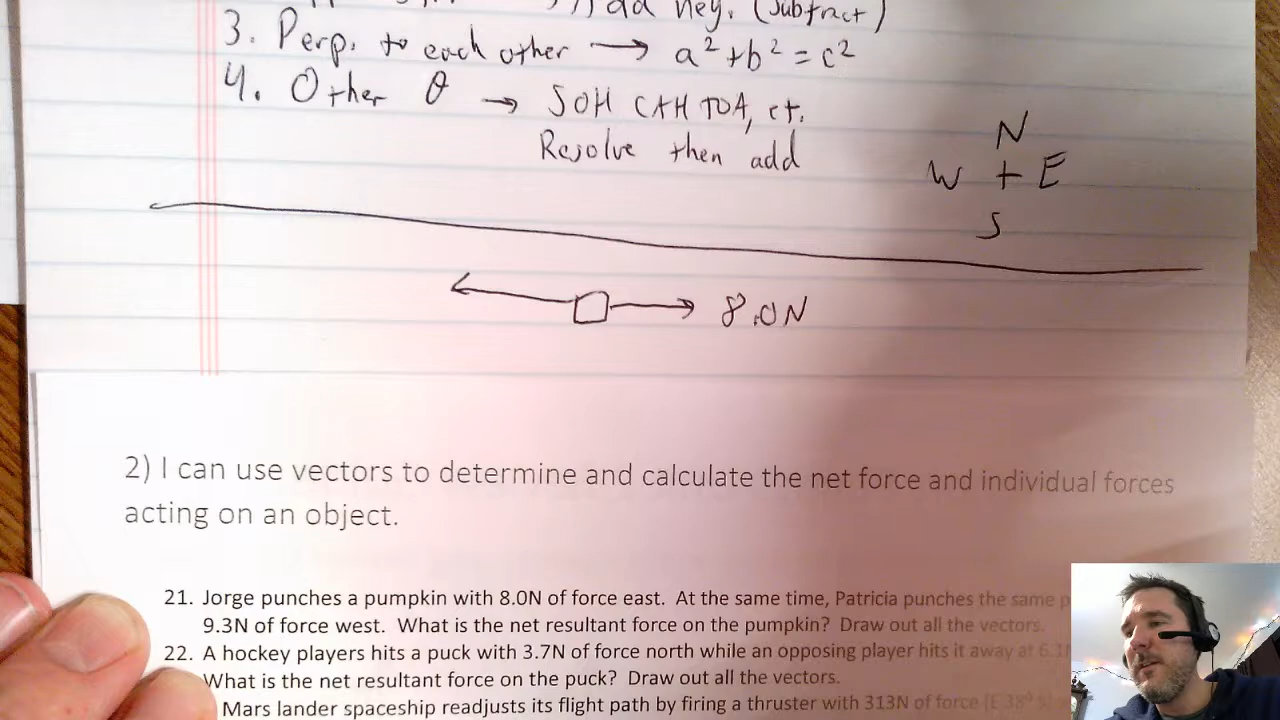 add neg. (subtract)
3. Perp. to each other → a²+b²=c²
4. Other θ → SOH CAH TOA, ct.
Resolve then add
N
W + E
S
8.0N
2) I can use vectors to determine and calculate the net force and individual forces
acting on an object.
21. Jorge punches a pumpkin with 8.0N of force east. At the same time, Patricia punches the same
9.3N of force west. What is the net resultant force on the pumpkin? Draw out all the vectors.
22. A hockey players hits a puck with 3.7N of force north while an opposing player hits it away at
What is the net resultant force on the puck? Draw out all the vectors.
Mars lander spaceship readjusts its flight path by firing a thruster with 313N of force [E 38° S]